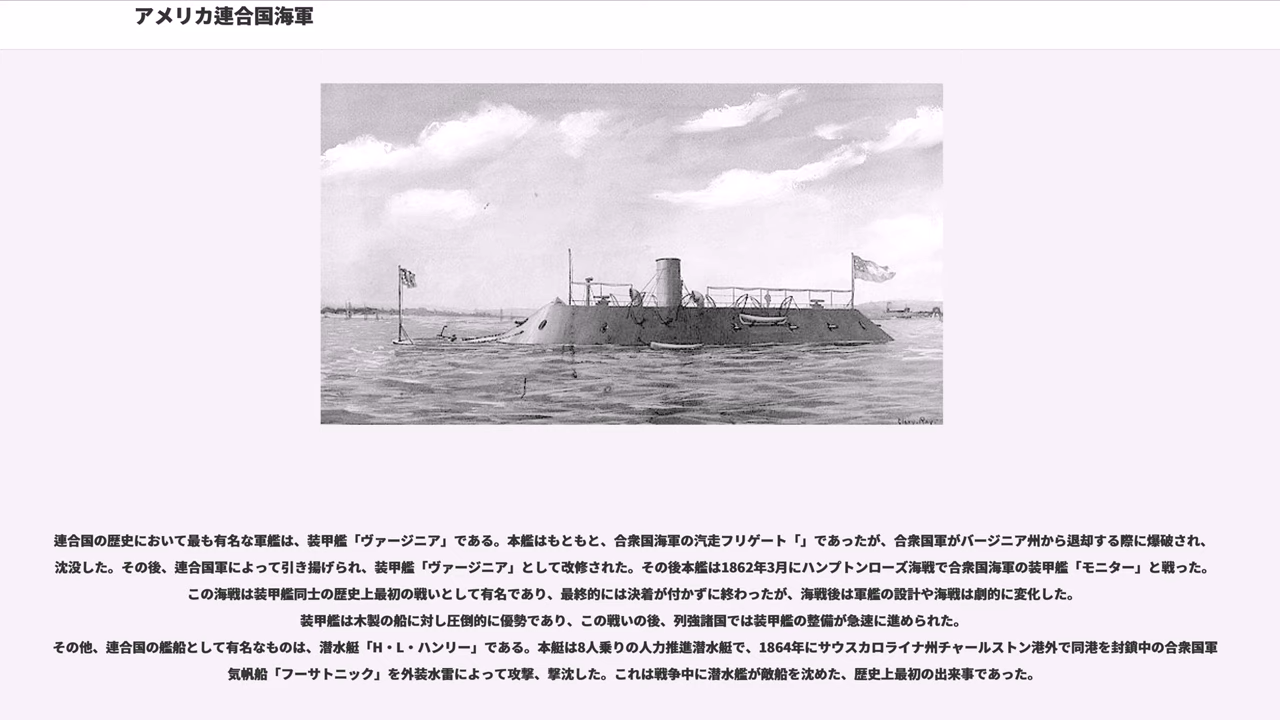 アメリカ連合国海軍
連合国の歴史において最も有名な軍艦は、装甲艦「ヴァージニア」である。本艦はもともと、合衆国海軍の汽走フリゲート「」であったが、合衆国軍がバージニア州から退却する際に爆破され、
沈没した。その後、連合国軍によって引き揚げられ、装甲艦「ヴァージニア」として改修された。その後本艦は1862年3月にハンプトンローズ海戦で合衆国海軍の装甲艦「モニター」と戦った。
この海戦は装甲艦同士の歴史上最初の戦いとして有名であり、最終的には決着が付かずに終わったが、海戦後は軍艦の設計や海戦は劇的に変化した。
装甲艦は木製の船に対し圧倒的に優勢であり、この戦いの後、列強諸国では装甲艦の整備が急速に進められた。
その他、連合国の艦船として有名なものは、潜水艇「H・L・ハンリー」である。本艇は8人乗りの人力推進潜水艇で、1864年にサウスカロライナ州チャールストン港外で同港を封鎖中の合衆国軍
気帆船「フーサトニック」を外装水雷によって攻撃、撃沈した。これは戦争中に潜水艦が敵船を沈めた、歴史上最初の出来事であった。